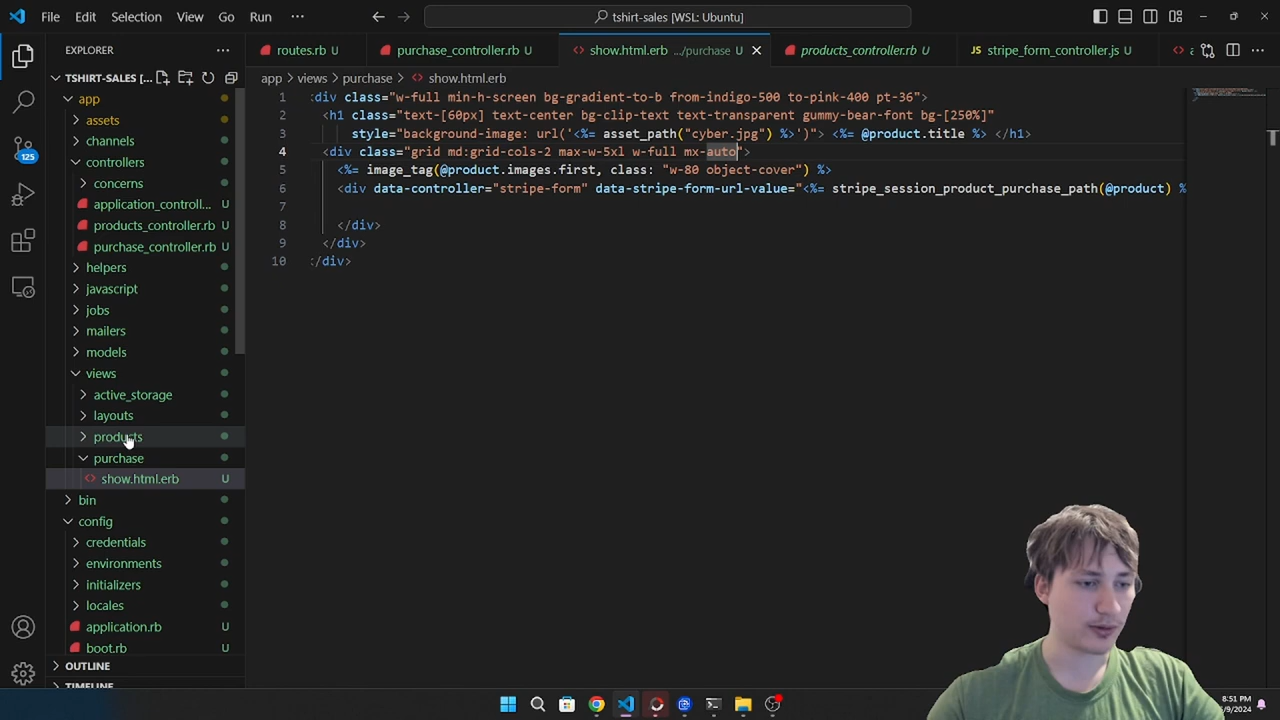 File Edit Selection View Go Run ··· tshirt-sales [WSL: Ubuntu]
EXPLORER ···
routes.rb U purchase_controller.rb U show.html.erb .../purchase U products_controller.rb U stripe_form_controller.js U a
TSHIRT-SALES [...
app > views > purchase > show.html.erb
app
assets
channels
controllers
concerns
application_controll...
products_controller.rb U
purchase_controller.rb U
helpers
javascript
jobs
mailers
models
views
active_storage
layouts
products
purchase
show.html.erb U
bin
config
credentials
environments
initializers
locales
application.rb U
boot.rb U
OUTLINE
TIMELINE
125
1 :div class="w-full min-h-screen bg-gradient-to-b from-indigo-500 to-pink-400 pt-36">
2 <h1 class="text-[60px] text-center bg-clip-text text-transparent gummy-bear-font bg-[250%]"
3 style="background-image: url('<%= asset_path("cyber.jpg") %>')"> <%= @product.title %> </h1>
4 <div class="grid md:grid-cols-2 max-w-5xl w-full mx-auto">
5 <%= image_tag(@product.images.first, class: "w-80 object-cover") %>
6 <div data-controller="stripe-form" data-stripe-form-url-value="<%= stripe_session_product_purchase_path(@product) %
7
8 </div>
9 </div>
10 :/div>
8:51 PM
/9/2024